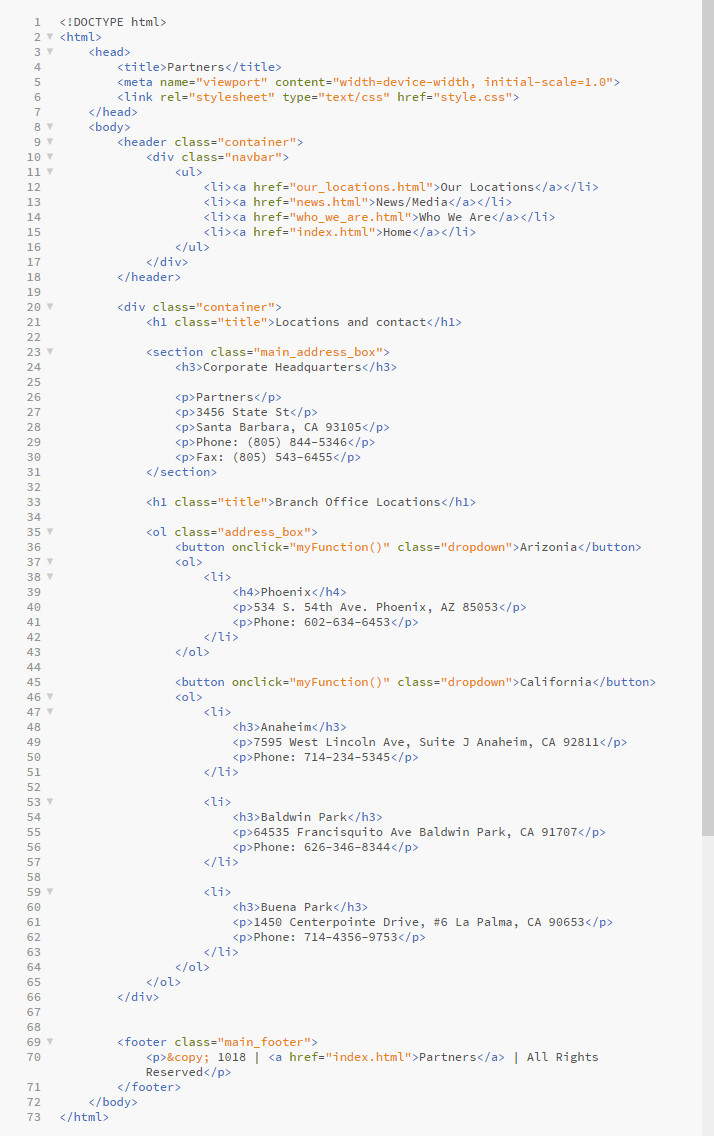 1 <!DOCTYPE html>
2 <html>
3 <head>
4 <title>Partners</title>
5 <meta name="viewport" content="width=device-width, initial-scale=1.0">
6 <link rel="stylesheet" type="text/css" href="style.css">
7 </head>
8 <body>
9 <header class="container">
10 <div class="navbar">
11 <ul>
12 <li><a href="our_locations.html">Our Locations</a></li>
13 <li><a href="news.html">News/Media</a></li>
14 <li><a href="who_we_are.html">Who We Are</a></li>
15 <li><a href="index.html">Home</a></li>
16 </ul>
17 </div>
18 </header>
19
20 <div class="container">
21 <h1 class="title">Locations and contact</h1>
22
23 <section class="main_address_box">
24 <h3>Corporate Headquarters</h3>
25
26 <p>Partners</p>
27 <p>3456 State St</p>
28 <p>Santa Barbara, CA 93105</p>
29 <p>Phone: (805) 844-5346</p>
30 <p>Fax: (805) 543-6455</p>
31 </section>
32
33 <h1 class="title">Branch Office Locations</h1>
34
35 <ol class="address_box">
36 <button onclick="myFunction()" class="dropdown">Arizonia</button>
37 <ol>
38 <li>
39 <h4>Phoenix</h4>
40 <p>534 S. 54th Ave. Phoenix, AZ 85053</p>
41 <p>Phone: 602-634-6453</p>
42 </li>
43 </ol>
44
45 <button onclick="myFunction()" class="dropdown">California</button>
46 <ol>
47 <li>
48 <h3>Anaheim</h3>
49 <p>7595 West Lincoln Ave, Suite J Anaheim, CA 92811</p>
50 <p>Phone: 714-234-5345</p>
51 </li>
52
53 <li>
54 <h3>Baldwin Park</h3>
55 <p>64535 Francisquito Ave Baldwin Park, CA 91707</p>
56 <p>Phone: 626-346-8344</p>
57 </li>
58
59 <li>
60 <h3>Buena Park</h3>
61 <p>1450 Centerpointe Drive, #6 La Palma, CA 90653</p>
62 <p>Phone: 714-4356-9753</p>
63 </li>
64 </ol>
65 </ol>
66 </div>
67
68
69 <footer class="main_footer">
70 <p>&copy; 1018 | <a href="index.html">Partners</a> | All Rights
Reserved</p>
71 </footer>
72 </body>
73 </html>